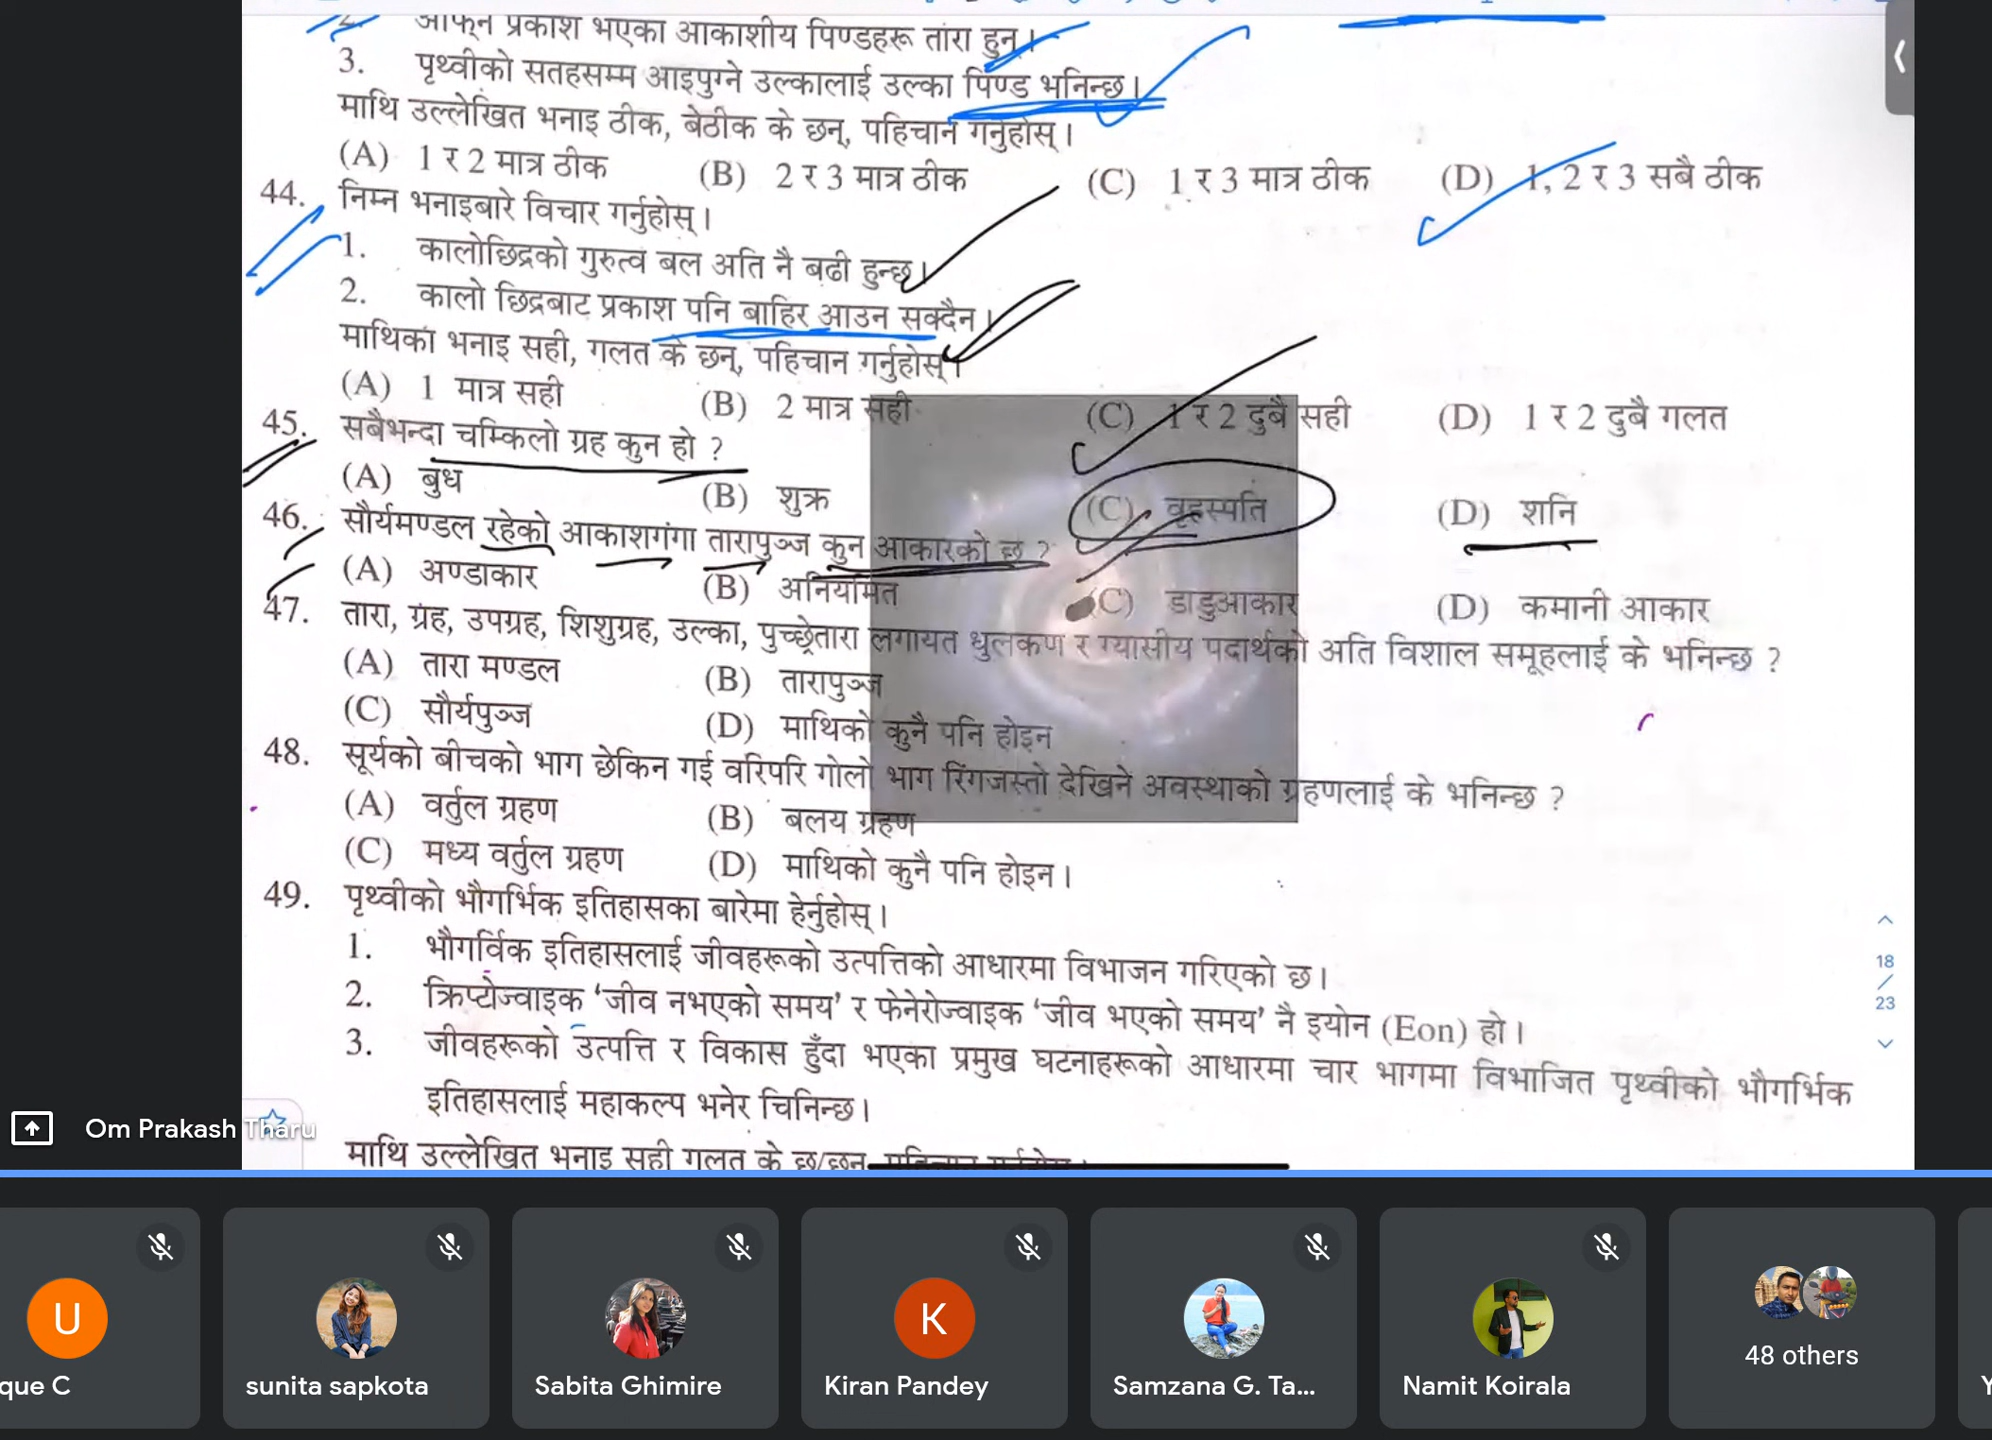 2. आफ्नै प्रकाश भएका आकाशीय पिण्डहरू तारा हुन् ।
3. पृथ्वीको सतहसम्म आइपुग्ने उल्कालाई उल्का पिण्ड भनिन्छ ।
माथि उल्लेखित भनाइ ठीक, बेठीक के छन्, पहिचान गर्नुहोस् ।
(A) 1 र 2 मात्र ठीक (B) 2 र 3 मात्र ठीक (C) 1 र 3 मात्र ठीक (D) 1, 2 र 3 सबै ठीक
44. निम्न भनाइबारे विचार गर्नुहोस् ।
1. कालोछिद्रको गुरुत्व बल अति नै बढी हुन्छ ।
2. कालो छिद्रबाट प्रकाश पनि बाहिर आउन सक्दैन ।
माथिका भनाइ सही, गलत के छन्, पहिचान गर्नुहोस् ।
(A) 1 मात्र सही (B) 2 मात्र सही (C) 1 र 2 दुबै सही (D) 1 र 2 दुबै गलत
45. सबैभन्दा चम्किलो ग्रह कुन हो ?
(A) बुध (B) शुक्र (C) वृहस्पति (D) शनि
46. सौर्यमण्डल रहेको आकाशगंगा तारापुञ्ज कुन आकारको छ ?
(A) अण्डाकार (B) अनियमित (C) डाडुआकार (D) कमानी आकार
47. तारा, ग्रह, उपग्रह, शिशुग्रह, उल्का, पुच्छ्रेतारा लगायत धुलकण र ग्यासीय पदार्थको अति विशाल समूहलाई के भनिन्छ ?
(A) तारा मण्डल (B) तारापुञ्ज
(C) सौर्यपुञ्ज (D) माथिको कुनै पनि होइन
48. सूर्यको बीचको भाग छेकिन गई वरिपरि गोलो भाग रिंगजस्तो देखिने अवस्थाको ग्रहणलाई के भनिन्छ ?
(A) वर्तुल ग्रहण (B) बलय ग्रहण
(C) मध्य वर्तुल ग्रहण (D) माथिको कुनै पनि होइन ।
49. पृथ्वीको भौगर्भिक इतिहासका बारेमा हेर्नुहोस् ।
1. भौगर्विक इतिहासलाई जीवहरूको उत्पत्तिको आधारमा विभाजन गरिएको छ ।
2. क्रिप्टोज्वाइक ‘जीव नभएको समय’ र फेनेरोज्वाइक ‘जीव भएको समय’ नै इयोन (Eon) हो ।
3. जीवहरूको उत्पत्ति र विकास हुँदा भएका प्रमुख घटनाहरूको आधारमा चार भागमा विभाजित पृथ्वीको भौगर्भिक
इतिहासलाई महाकल्प भनेर चिनिन्छ ।
माथि उल्लेखित भनाइ सही गलत के छ/छन्
18
/
23
Om Prakash Tharu
U K
que C sunita sapkota Sabita Ghimire Kiran Pandey Samzana G. Ta... Namit Koirala 48 others Y